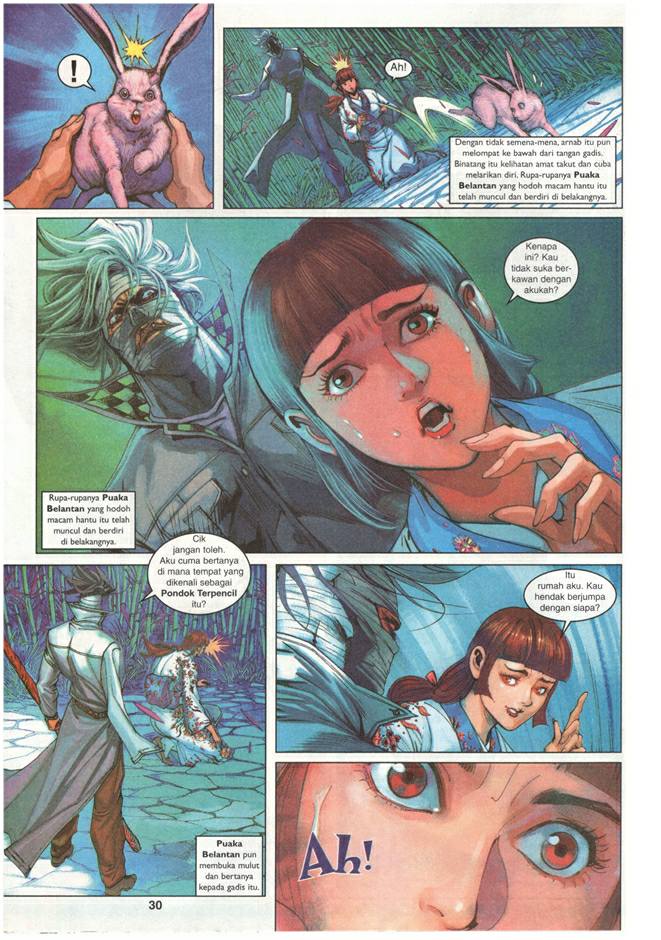 !
Ah!
Dengan tidak semena-mena, arnab itu pun
melompat ke bawah dari tangan gadis.
Binatang itu kelihatan amat takut dan cuba
melarikan diri. Rupa-rupanya Puaka
Belantan yang hodoh macam hantu itu
telah muncul dan berdiri di belakangnya.
Kenapa
ini? Kau
tidak suka ber-
kawan dengan
akukah?
Rupa-rupanya Puaka
Belantan yang hodoh
macam hantu itu telah
muncul dan berdiri
di belakangnya.
Cik
jangan toleh.
Aku cuma bertanya
di mana tempat yang
dikenali sebagai
Pondok Terpencil
itu?
Puaka
Belantan pun
membuka mulut
dan bertanya
kepada gadis itu.
Itu
rumah aku. Kau
hendak berjumpa
dengan siapa?
Ah!
30